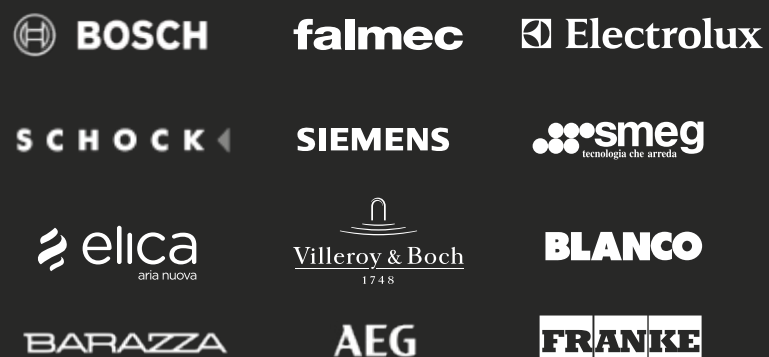 BOSCH
falmec
Electrolux
SCHOCK
SIEMENS
smeg
tecnologia che arreda
elica
aria nuova
Villeroy & Boch
1748
BLANCO
BARAZZA
AEG
FRANKE